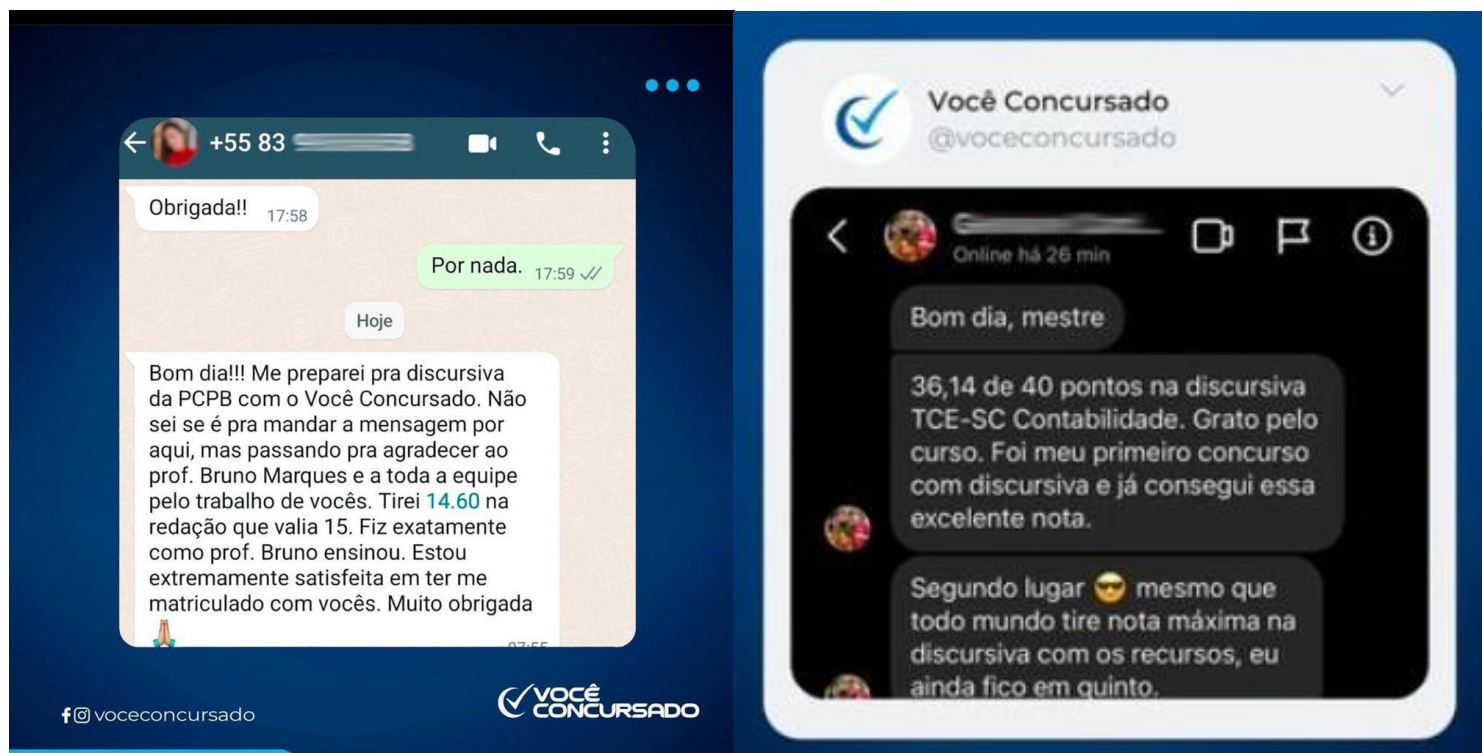 +55 83
Obrigada!! 17:58
Por nada. 17:59
Hoje
Bom dia!!! Me preparei pra discursiva
da PCPB com o Você Concursado. Não
sei se é pra mandar a mensagem por
aqui, mas passando pra agradecer ao
prof. Bruno Marques e a toda a equipe
pelo trabalho de vocês. Tirei 14.60 na
redação que valia 15. Fiz exatamente
como prof. Bruno ensinou. Estou
extremamente satisfeita em ter me
matriculado com vocês. Muito obrigada
🙏🏼
07:55
voceconcursado
VOCÊ
CONCURSADO
Você Concursado
@voceconcursado
Online há 26 min
Bom dia, mestre
36,14 de 40 pontos na discursiva
TCE-SC Contabilidade. Grato pelo
curso. Foi meu primeiro concurso
com discursiva e já consegui essa
excelente nota.
Segundo lugar 😎 mesmo que
todo mundo tire nota máxima na
discursiva com os recursos, eu
ainda fico em quinto.